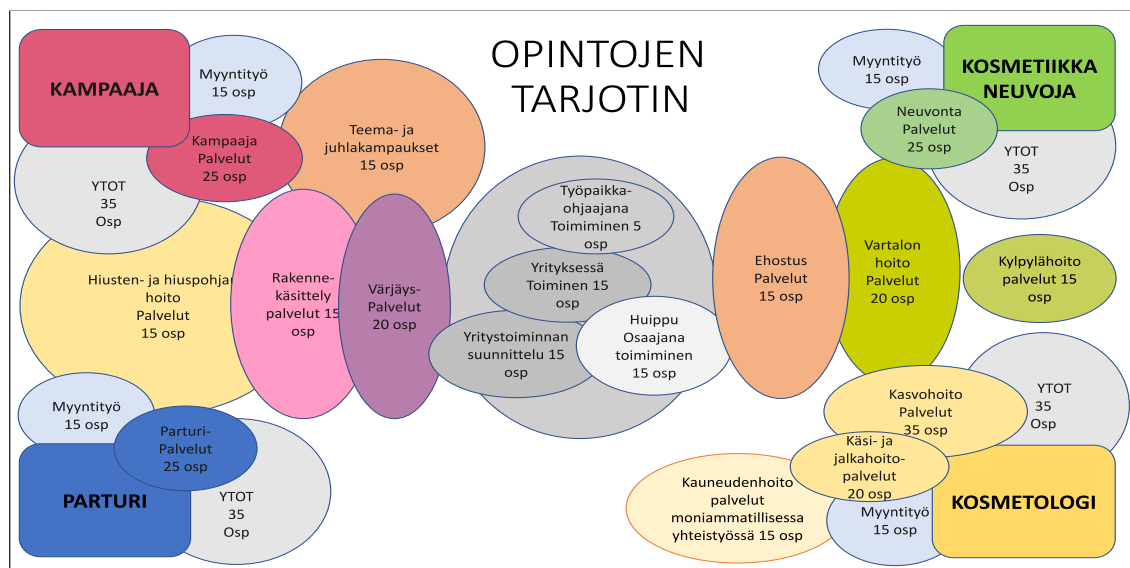 OPINTOJEN
TARJOTIN
KAMPAAJA
Myyntityö
15 osp
Kampaaja
Palvelut
25 osp
YTOT
35
Osp
Teema- ja
juhlakampaukset
15 osp
Hiusten- ja hiuspohjan
hoito
Palvelut
15 osp
Rakenne-
käsittely
palvelut 15
osp
Värjäys-
Palvelut
20 osp
Myyntityö
15 osp
Parturi-
Palvelut
25 osp
PARTURI
YTOT
35
Osp
Työpaikka-
ohjaajana
Toimiminen 5
osp
Yrityksessä
Toiminen 15
osp
Yritystoiminnan
suunnittelu 15
osp
Huippu
Osaajana
toimiminen
15 osp
Ehostus
Palvelut
15 osp
Vartalon
hoito
Palvelut
20 osp
Myyntityö
15 osp
KOSMETIIKKA
NEUVOJA
Neuvonta
Palvelut
25 osp
YTOT
35
Osp
Kylpylähoito
palvelut 15
osp
Kasvohoito
Palvelut
35 osp
YTOT
35
Osp
Käsi- ja
jalkahoito-
palvelut
20 osp
Kauneudenhoito
palvelut
moniammatillisessa
yhteistyössä 15 osp
Myyntityö
15 osp
KOSMETOLOGI